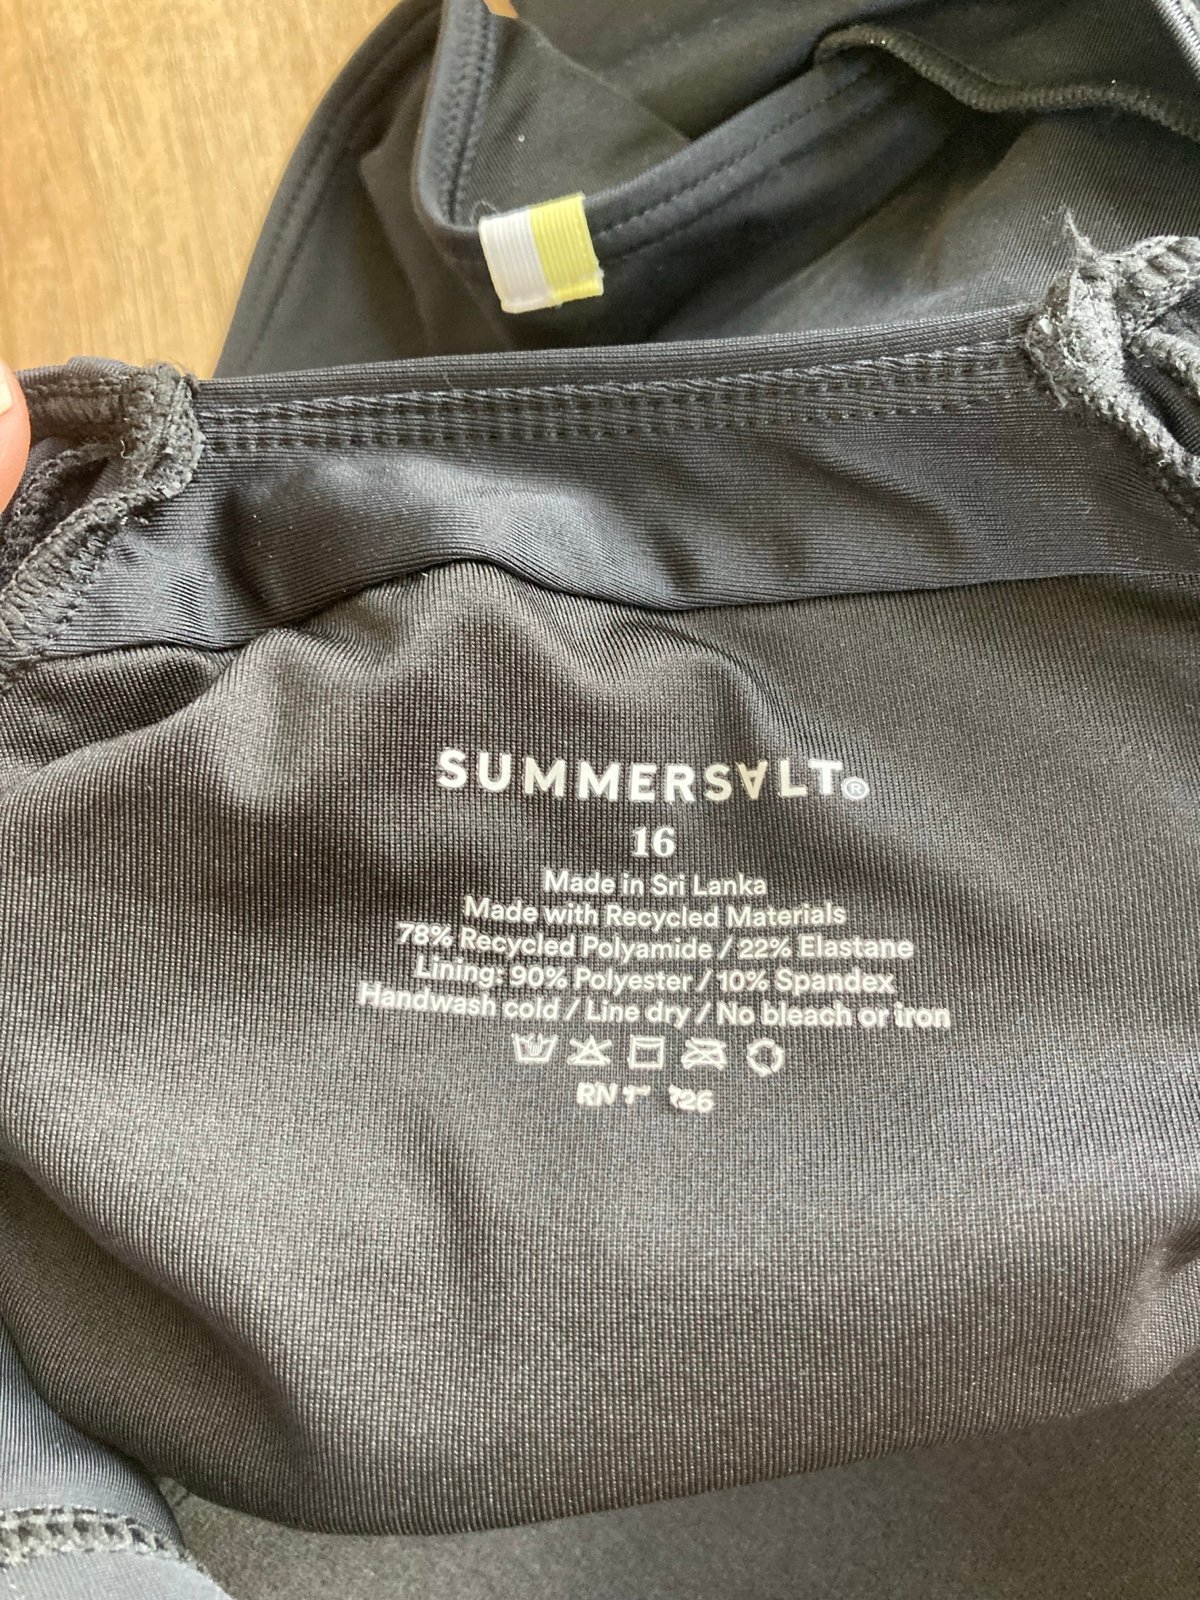 SUMMERSALT®
16
Made in Sri Lanka
Made with Recycled Materials
78% Recycled Polyamide / 22% Elastane
Lining: 90% Polyester / 10% Spandex
Handwash cold / Line dry / No bleach or iron
RN